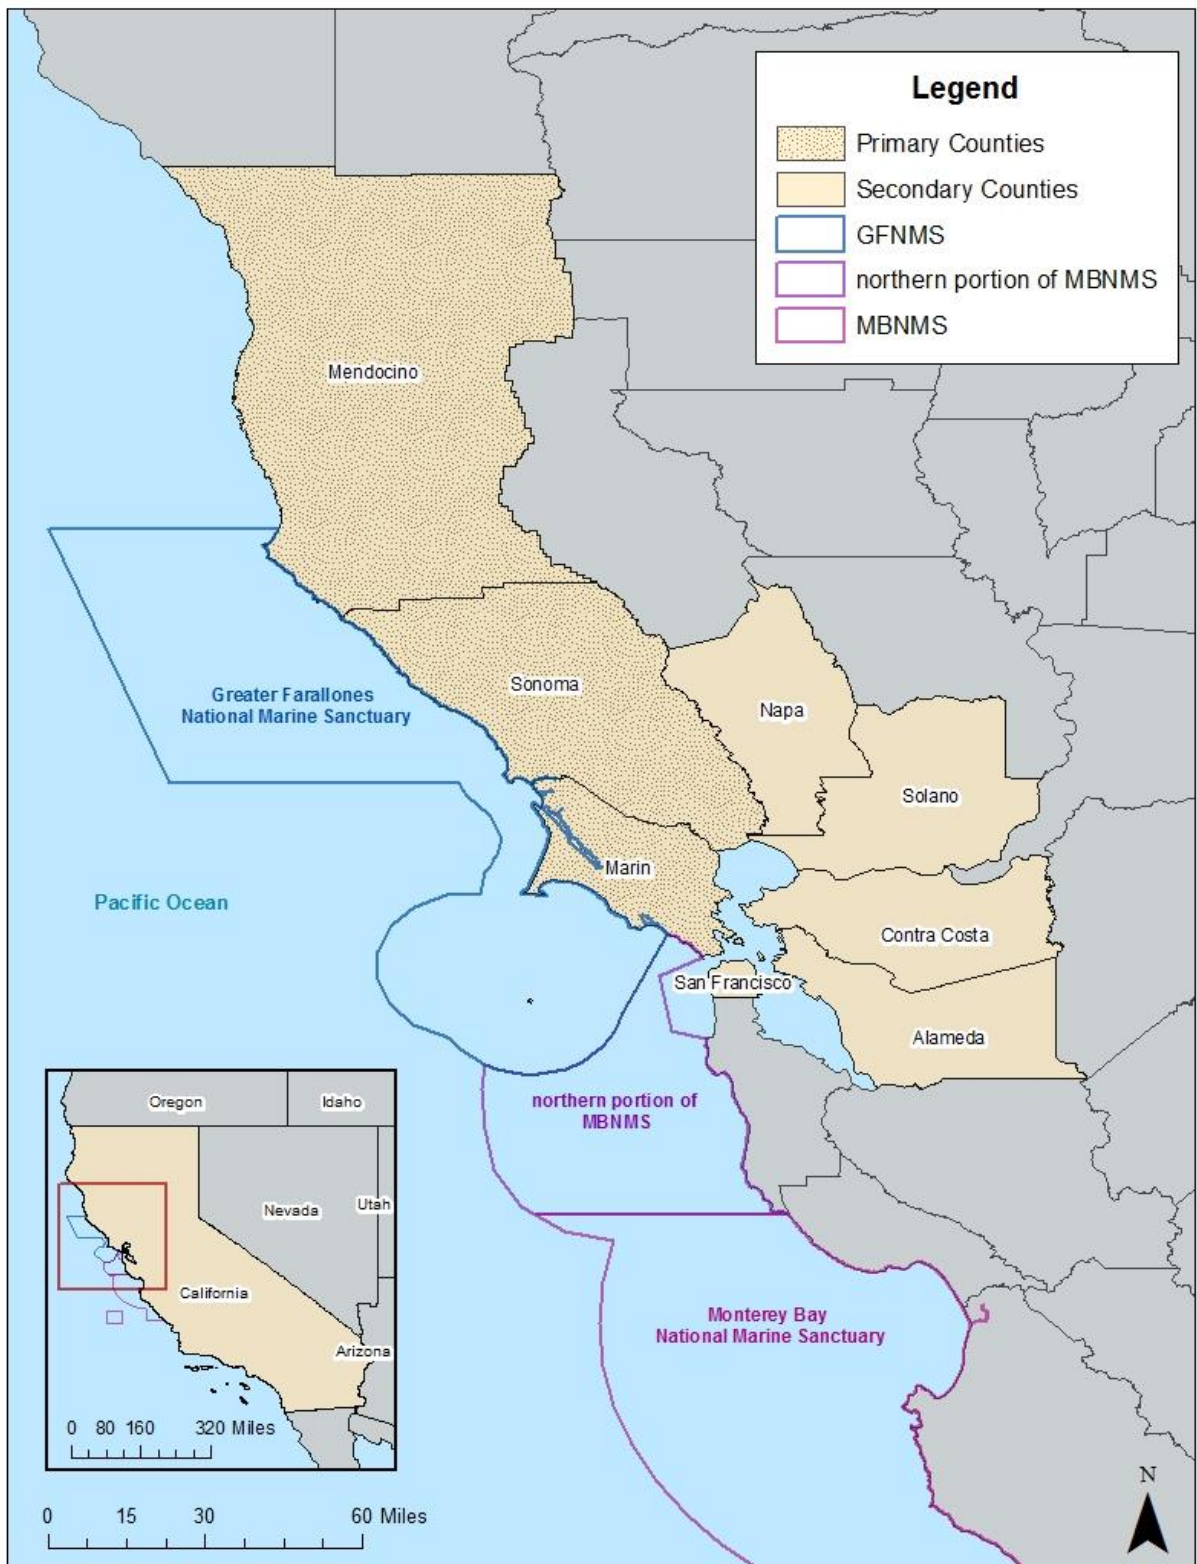 Legend
Primary Counties
Secondary Counties
GFNMS
northern portion of MBNMS
MBNMS
Mendocino
Sonoma
Greater Farallones
National Marine Sanctuary
Napa
Solano
Marin
Pacific Ocean
Contra Costa
San Francisco
Alameda
northern portion of
MBNMS
Monterey Bay
National Marine Sanctuary
Oregon
Idaho
Nevada
Utah
California
Arizona
0 80 160 320 Miles
0 15 30 60 Miles
N